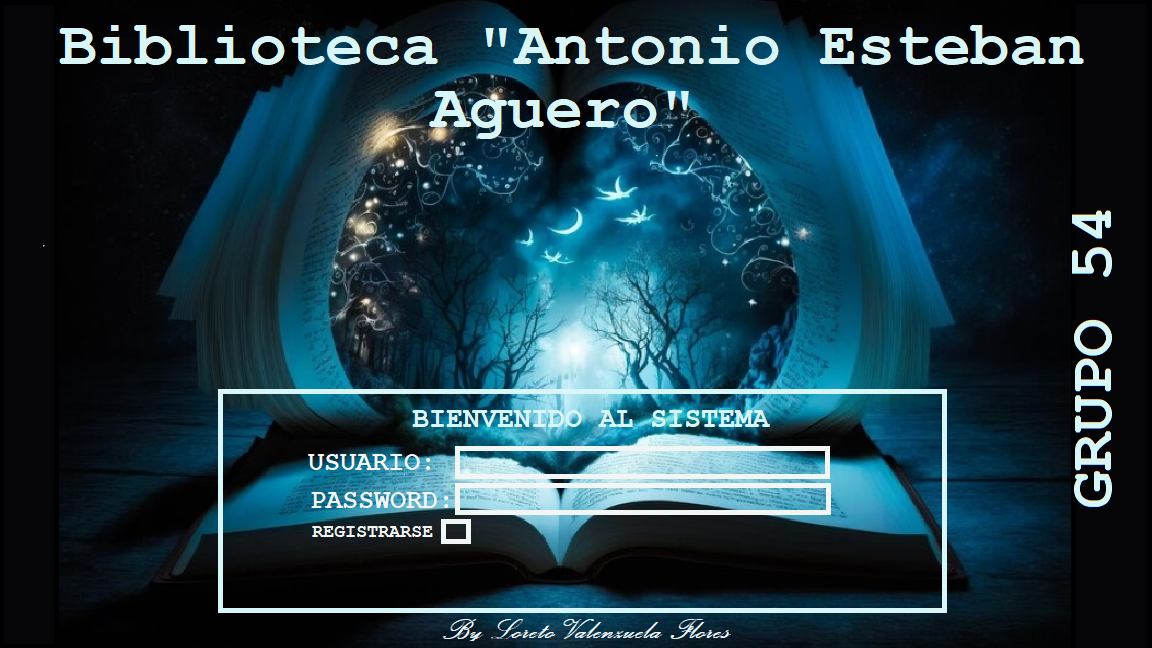 Biblioteca "Antonio Esteban
Aguero"
GRUPO 54
BIENVENIDO AL SISTEMA
USUARIO:
PASSWORD:
REGISTRARSE
By Loreto Valenzuela Flores